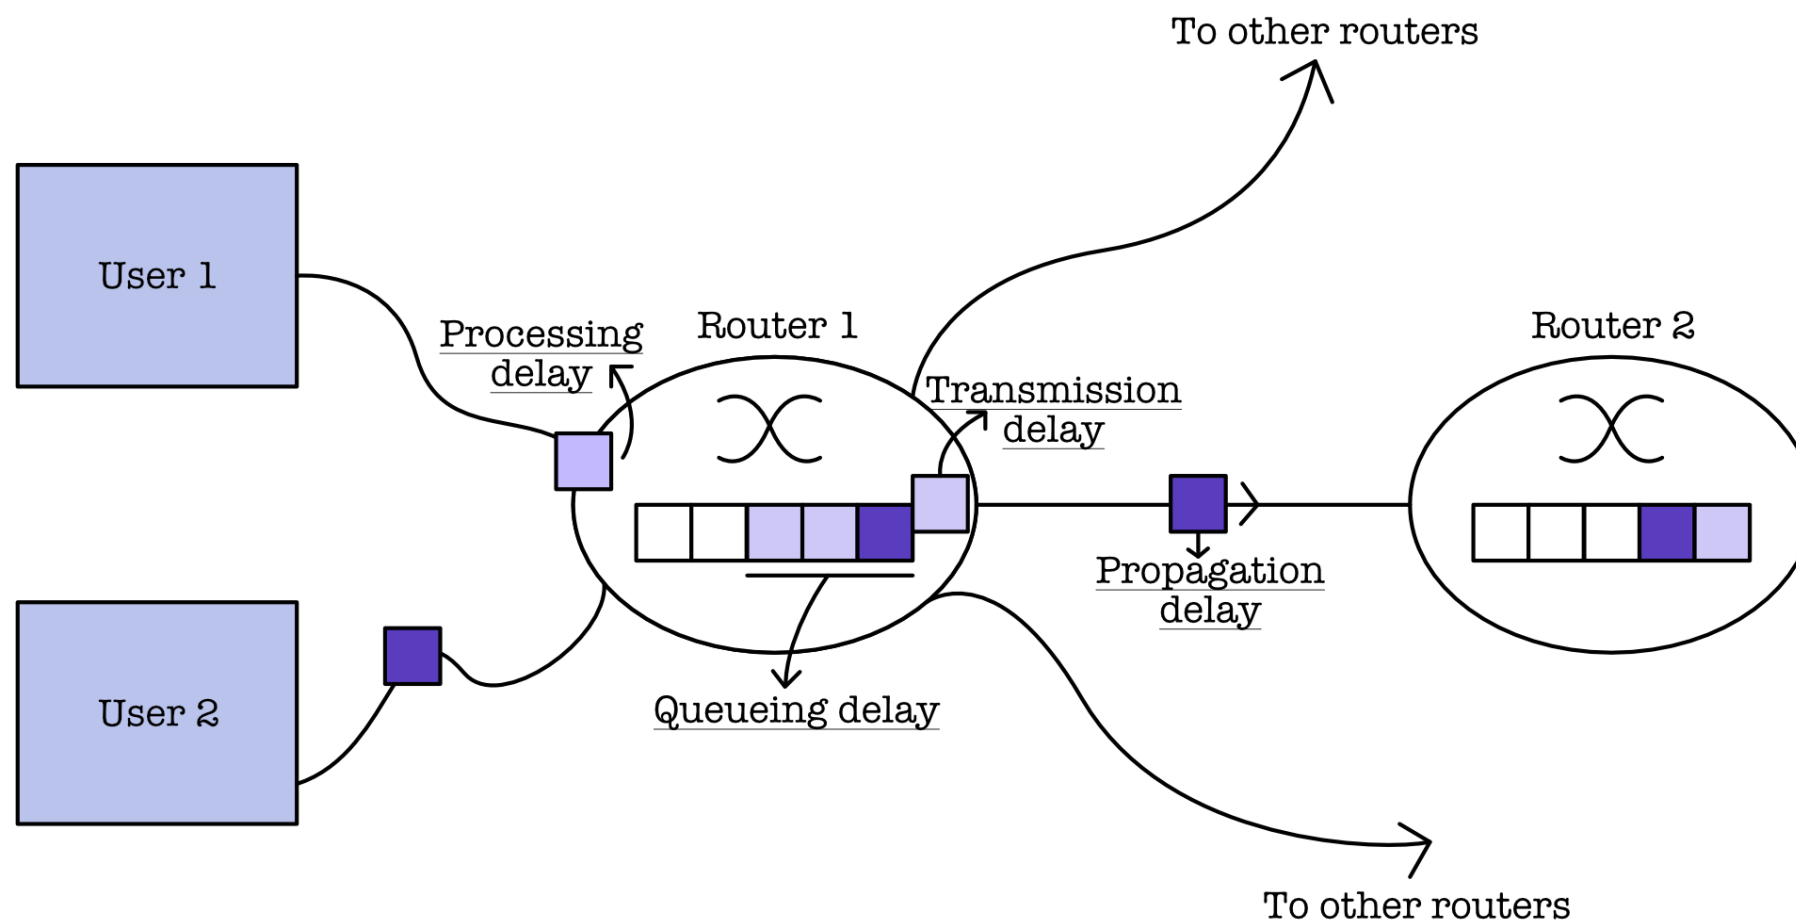 To other routers
User 1
Processing
delay
Router 1
Transmission
delay
Router 2
Propagation
delay
User 2
Queueing delay
To other routers